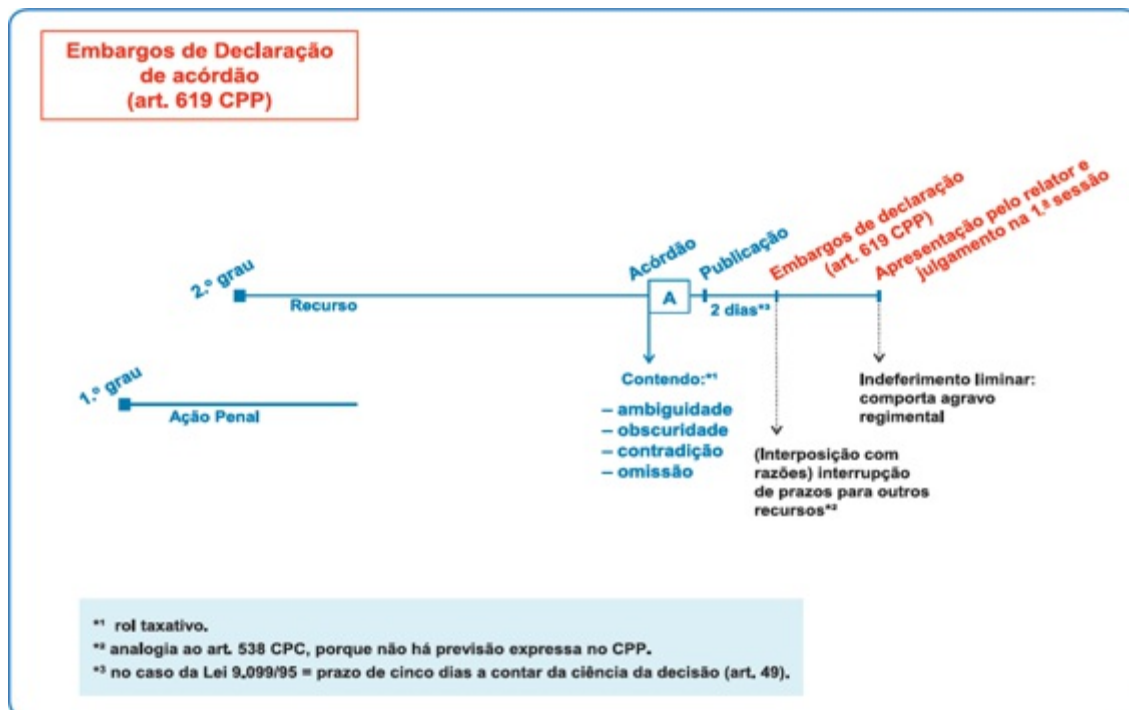 Embargos de Declaração
de acórdão
(art. 619 CPP)
2.º grau
Recurso
Acórdão
A
Publicação
2 dias*³
Embargos de declaração
(art. 619 CPP)
Apresentação pelo relator e
julgamento na 1.ª sessão
1.º grau
Ação Penal
Contendo:*¹
– ambiguidade
– obscuridade
– contradição
– omissão
(Interposição com
razões) interrupção
de prazos para outros
recursos*²
Indeferimento liminar:
comporta agravo
regimental
*¹ rol taxativo.
*² analogia ao art. 538 CPC, porque não há previsão expressa no CPP.
*³ no caso da Lei 9.099/95 = prazo de cinco dias a contar da ciência da decisão (art. 49).